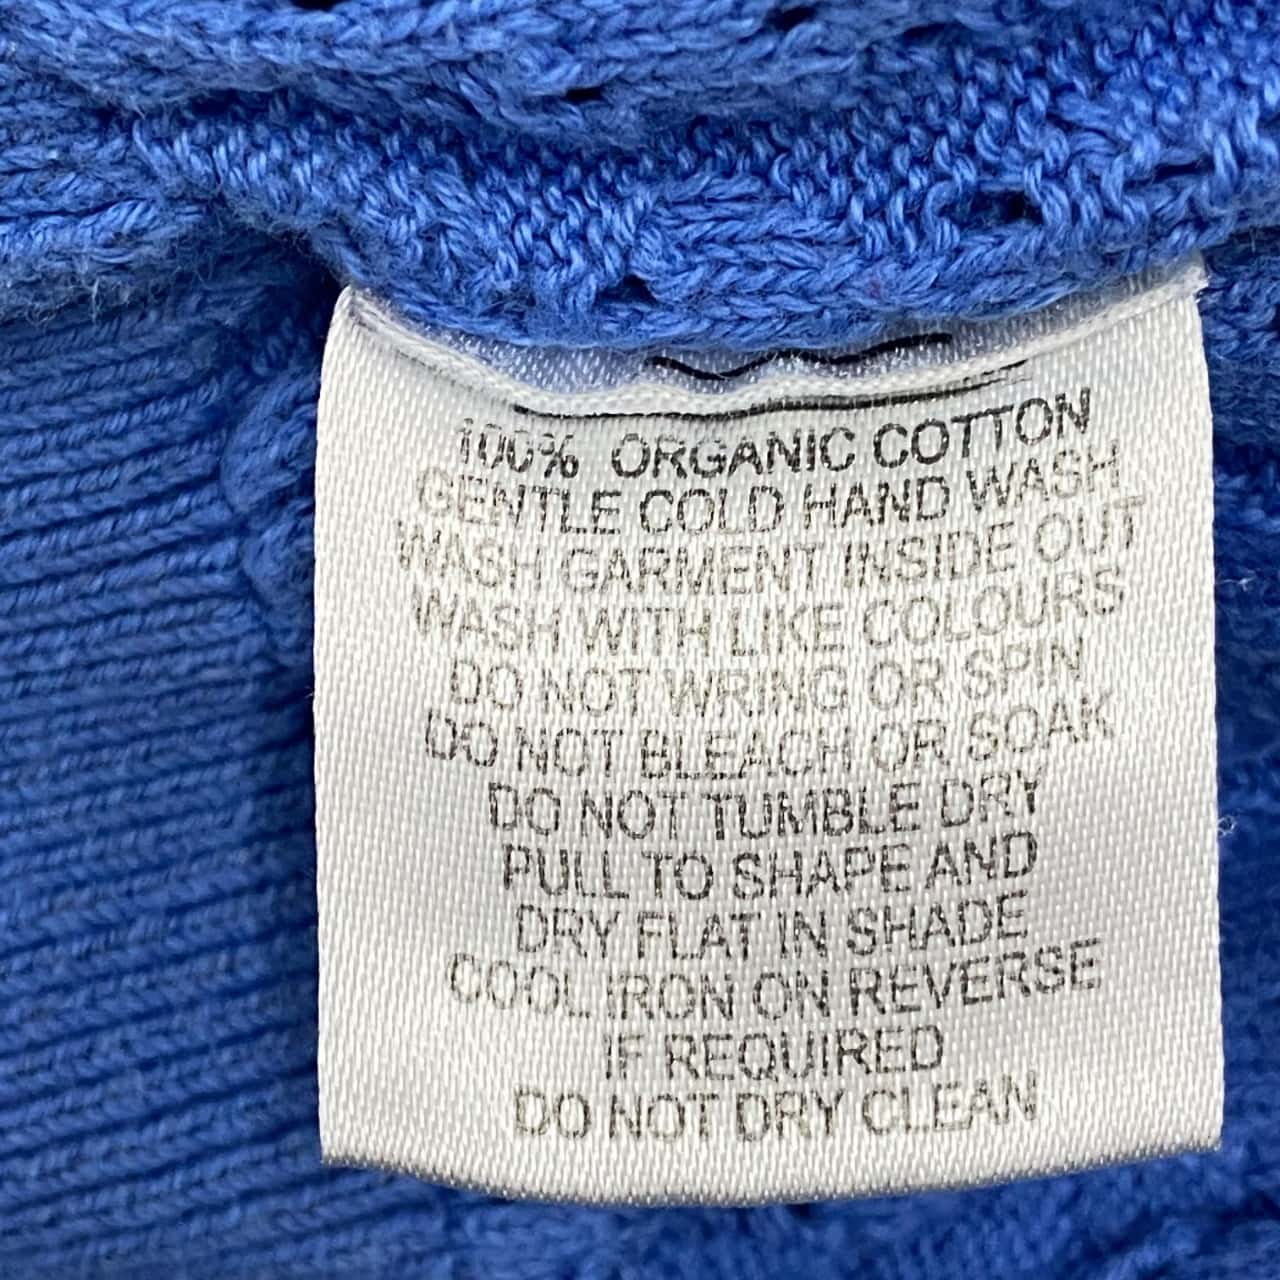 100% ORGANIC COTTON
GENTLE COLD HAND WASH
WASH GARMENT INSIDE OUT
WASH WITH LIKE COLOURS
DO NOT WRING OR SPIN
DO NOT BLEACH OR SOAK
DO NOT TUMBLE DRY
PULL TO SHAPE AND
DRY FLAT IN SHADE
COOL IRON ON REVERSE
IF REQUIRED
DO NOT DRY CLEAN